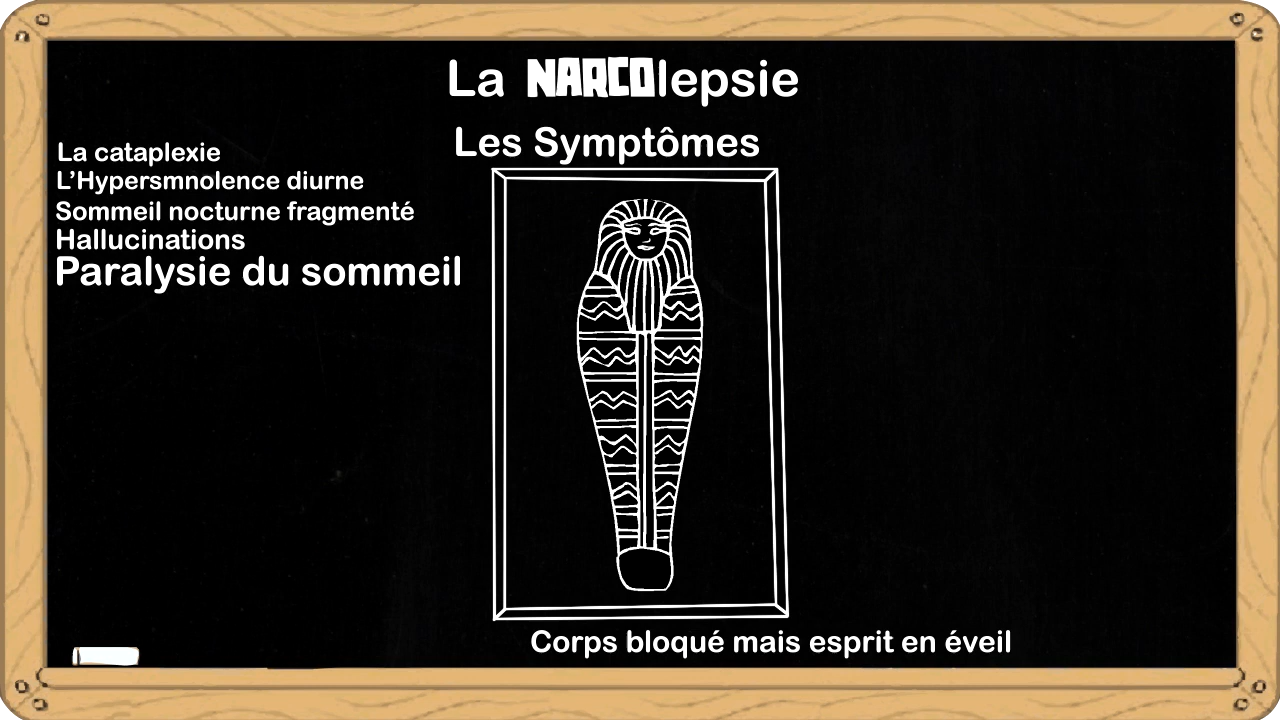 La NARCOlepsie
Les Symptômes
La cataplexie
L'Hypersmnolence diurne
Sommeil nocturne fragmenté
Hallucinations
Paralysie du sommeil
Corps bloqué mais esprit en éveil